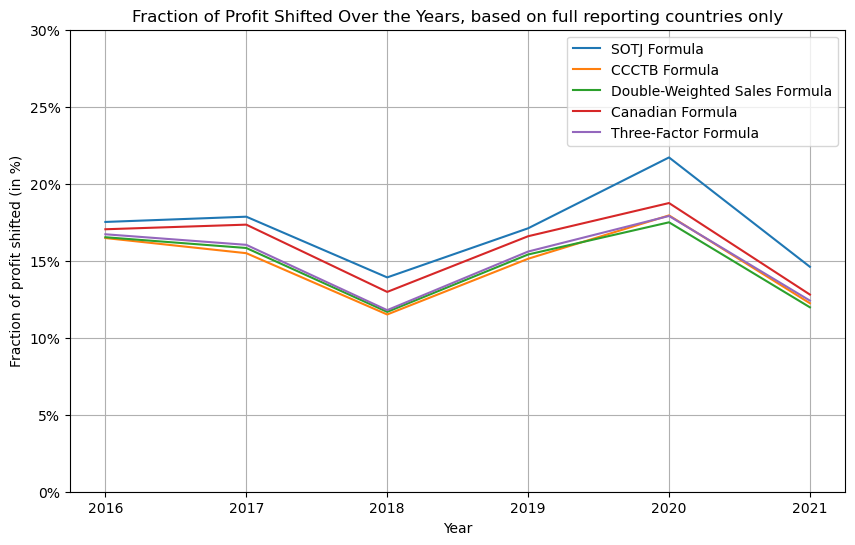 Fraction of Profit Shifted Over the Years, based on full reporting countries only
30%
25%
20%
15%
10%
5%
0%
Fraction of profit shifted (in %)
SOTJ Formula
CCCTB Formula
Double-Weighted Sales Formula
Canadian Formula
Three-Factor Formula
2016 2017 2018 2019 2020 2021
Year